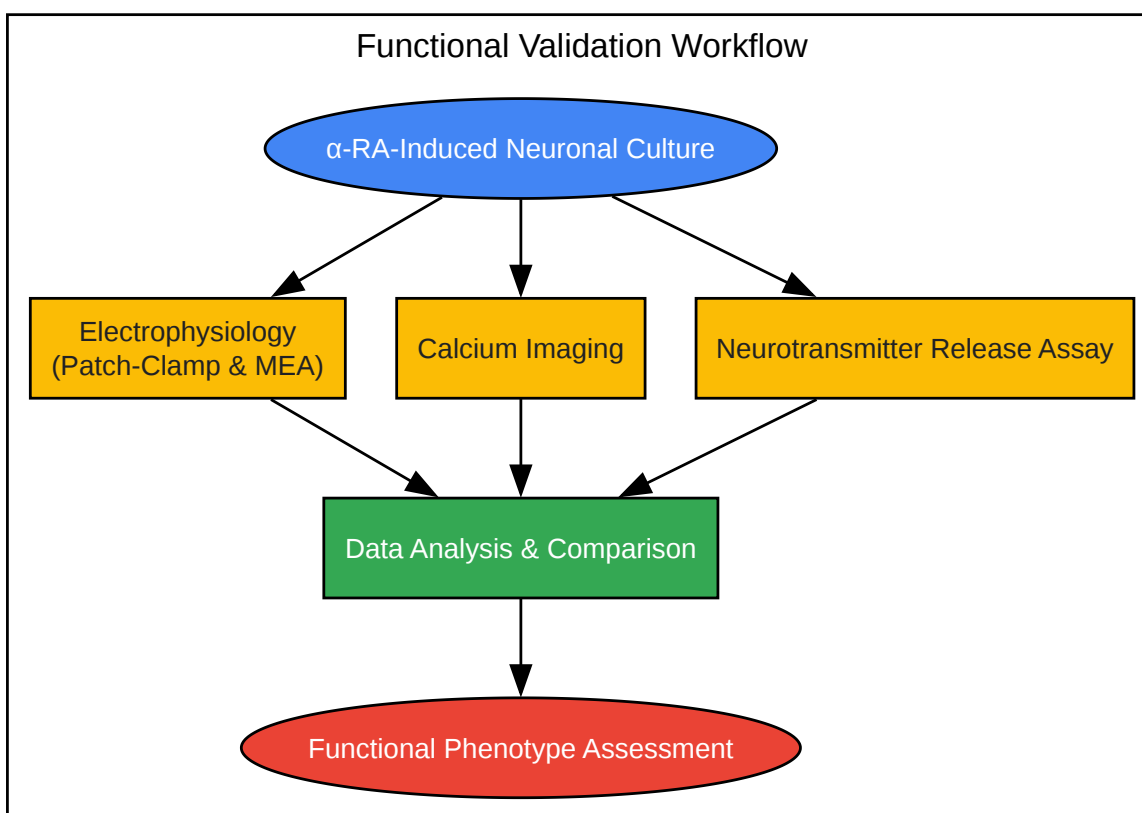 Functional Validation Workflow
α-RA-Induced Neuronal Culture
Electrophysiology
(Patch-Clamp & MEA)
Calcium Imaging
Neurotransmitter Release Assay
Data Analysis & Comparison
Functional Phenotype Assessment